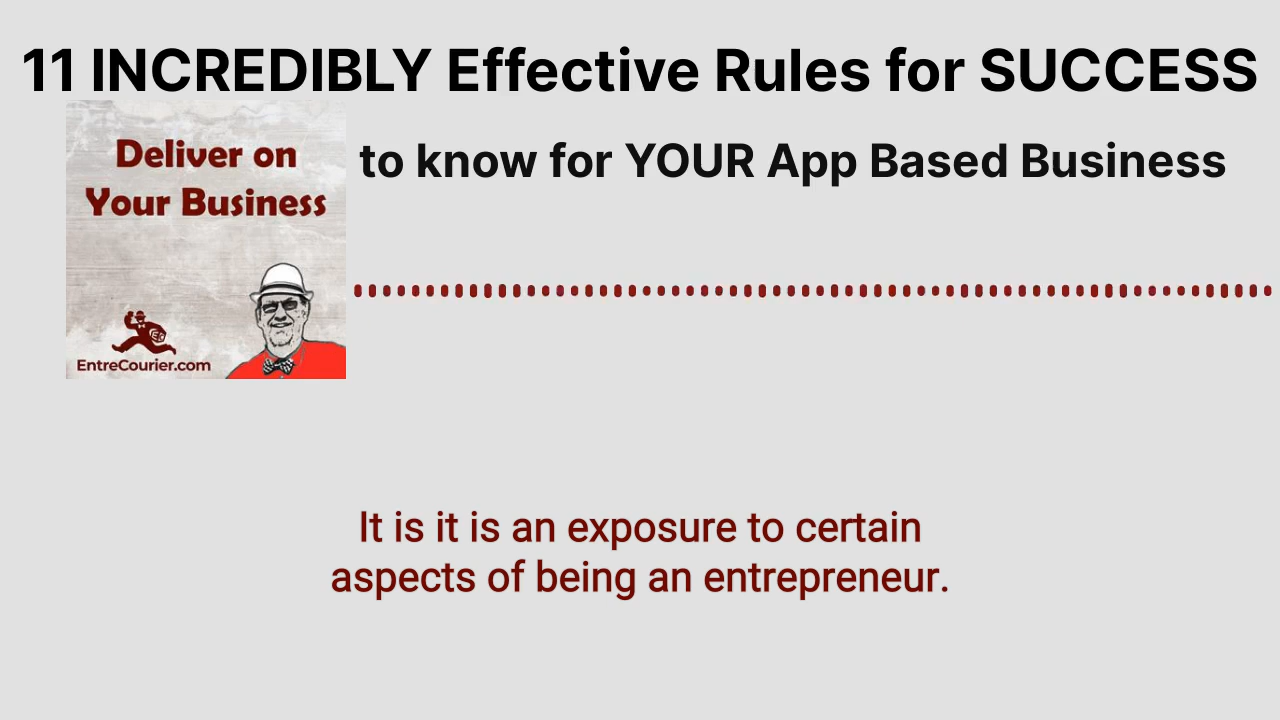 11 INCREDIBLY Effective Rules for SUCCESS
to know for YOUR App Based Business
Deliver on
Your Business
EntreCourier.com
It is it is an exposure to certain
aspects of being an entrepreneur.